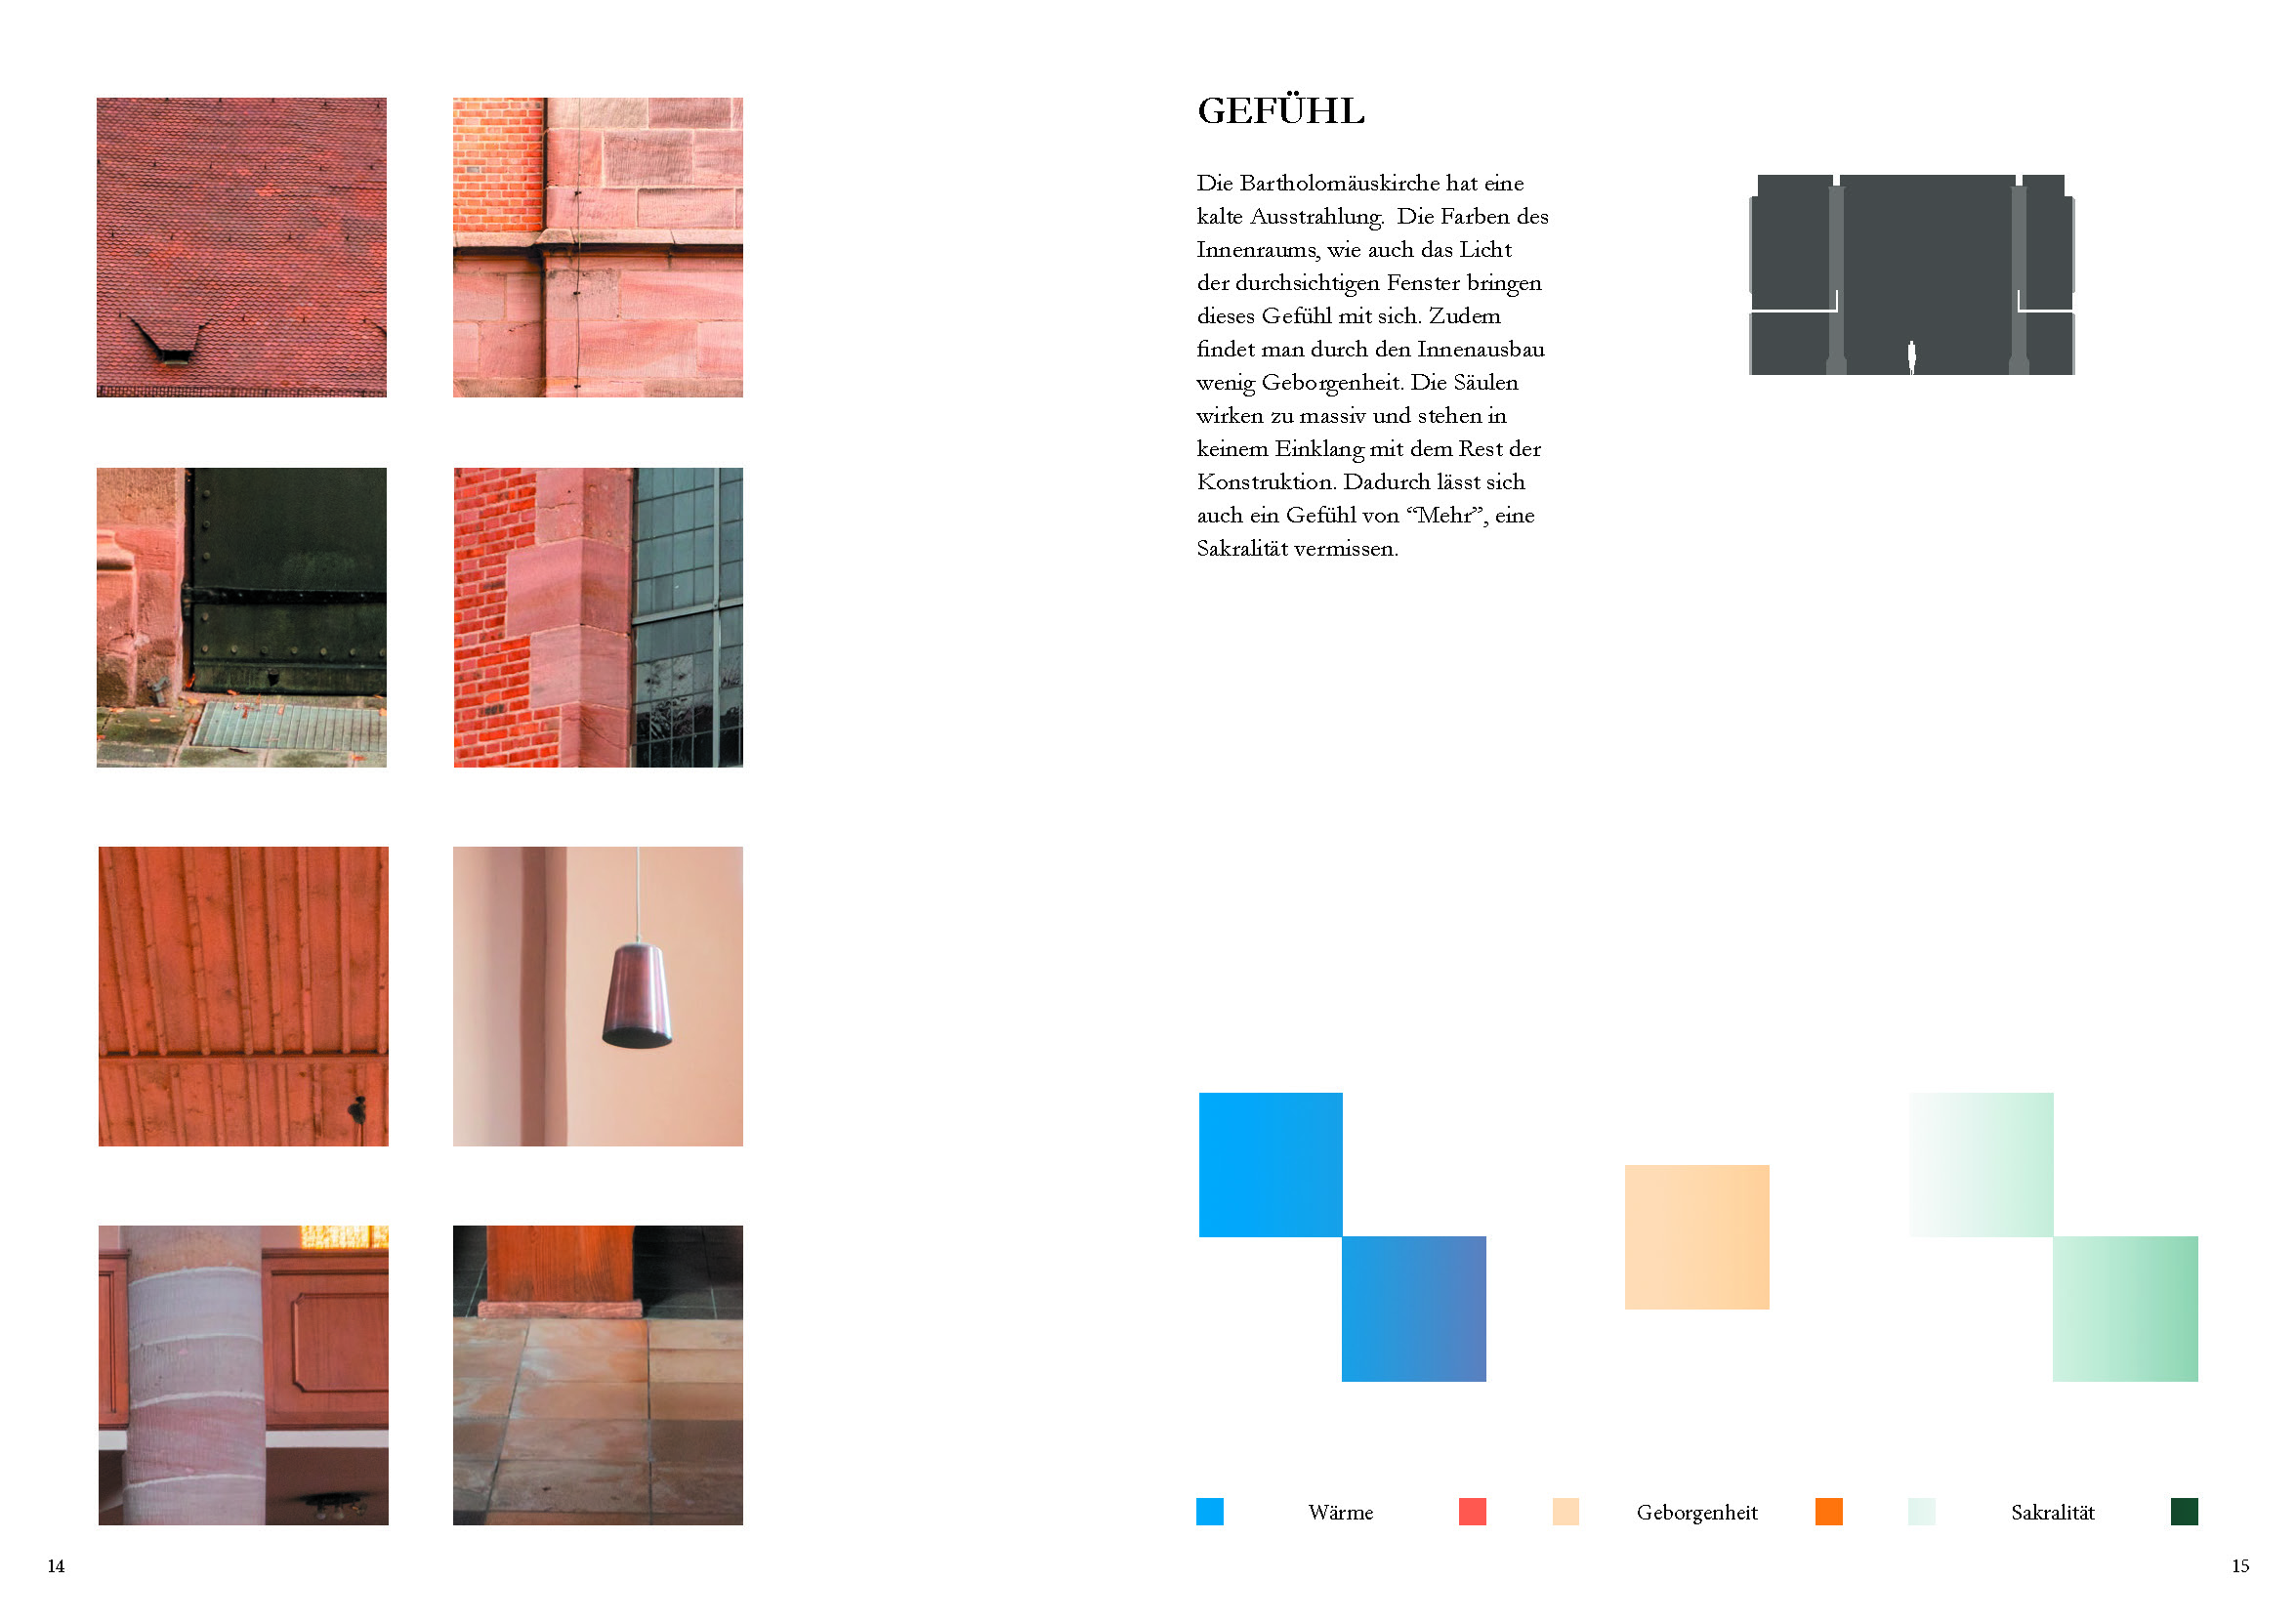 GEFÜHL
Die Bartholomäuskirche hat eine
kalte Ausstrahlung.  Die Farben des
Innenraums, wie auch das Licht
der durchsichtigen Fenster bringen
dieses Gefühl mit sich. Zudem
findet man durch den Innenausbau
wenig Geborgenheit. Die Säulen
wirken zu massiv und stehen in
keinem Einklang mit dem Rest der
Konstruktion. Dadurch lässt sich
auch ein Gefühl von “Mehr”, eine
Sakralität vermissen.
Wärme
Geborgenheit
Sakralität
14
15